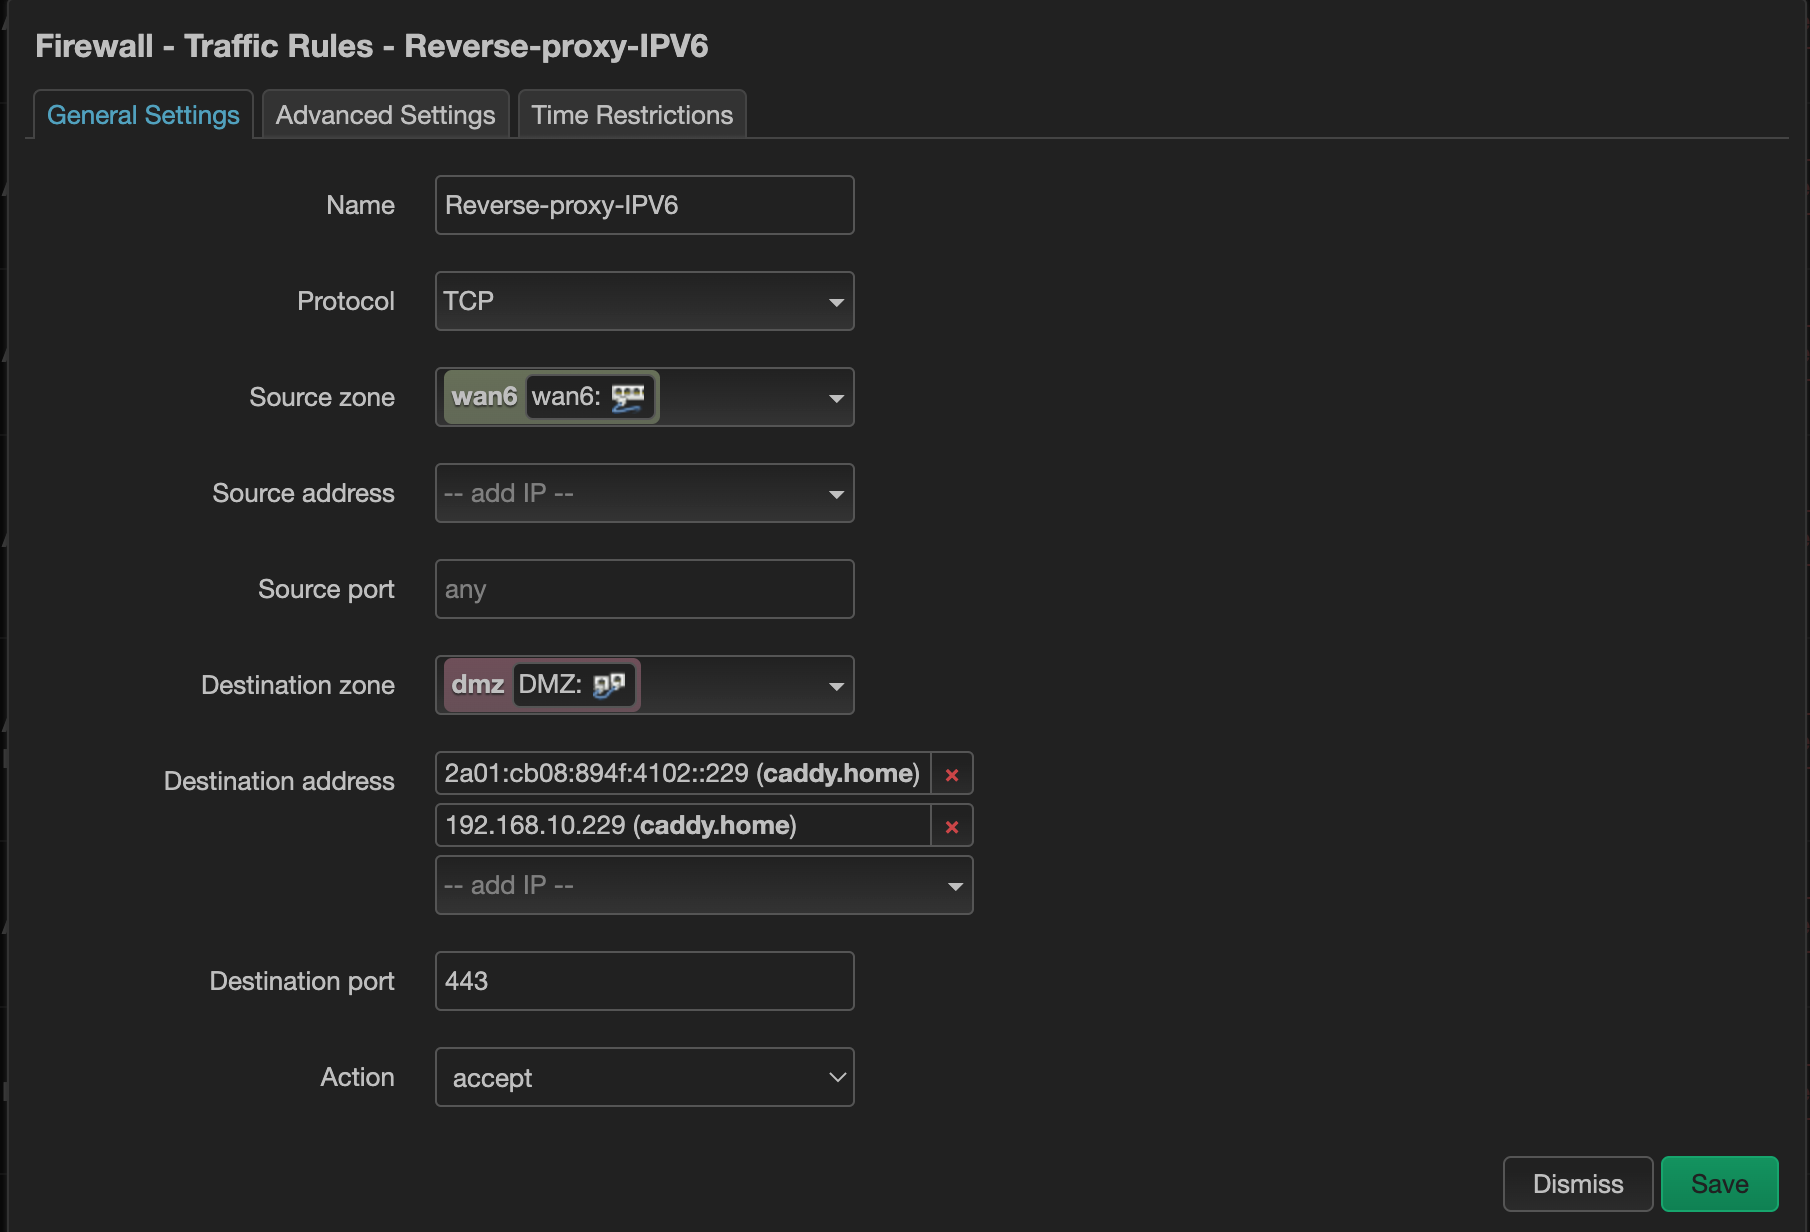 Firewall - Traffic Rules - Reverse-proxy-IPV6
General Settings
Advanced Settings
Time Restrictions
Name
Reverse-proxy-IPV6
Protocol
TCP
Source zone
wan6 wan6:
Source address
-- add IP --
Source port
any
Destination zone
dmz DMZ:
Destination address
2a01:cb08:894f:4102::229 (caddy.home) ×
192.168.10.229 (caddy.home) ×
-- add IP --
Destination port
443
Action
accept
Dismiss
Save